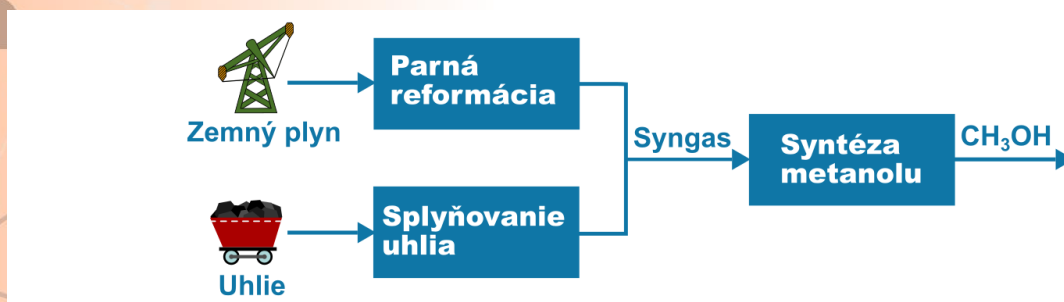 Zemný plyn
Parná
reformácia
Uhlie
Splyňovanie
uhlia
Syngas
Syntéza
metanolu
CH₃OH